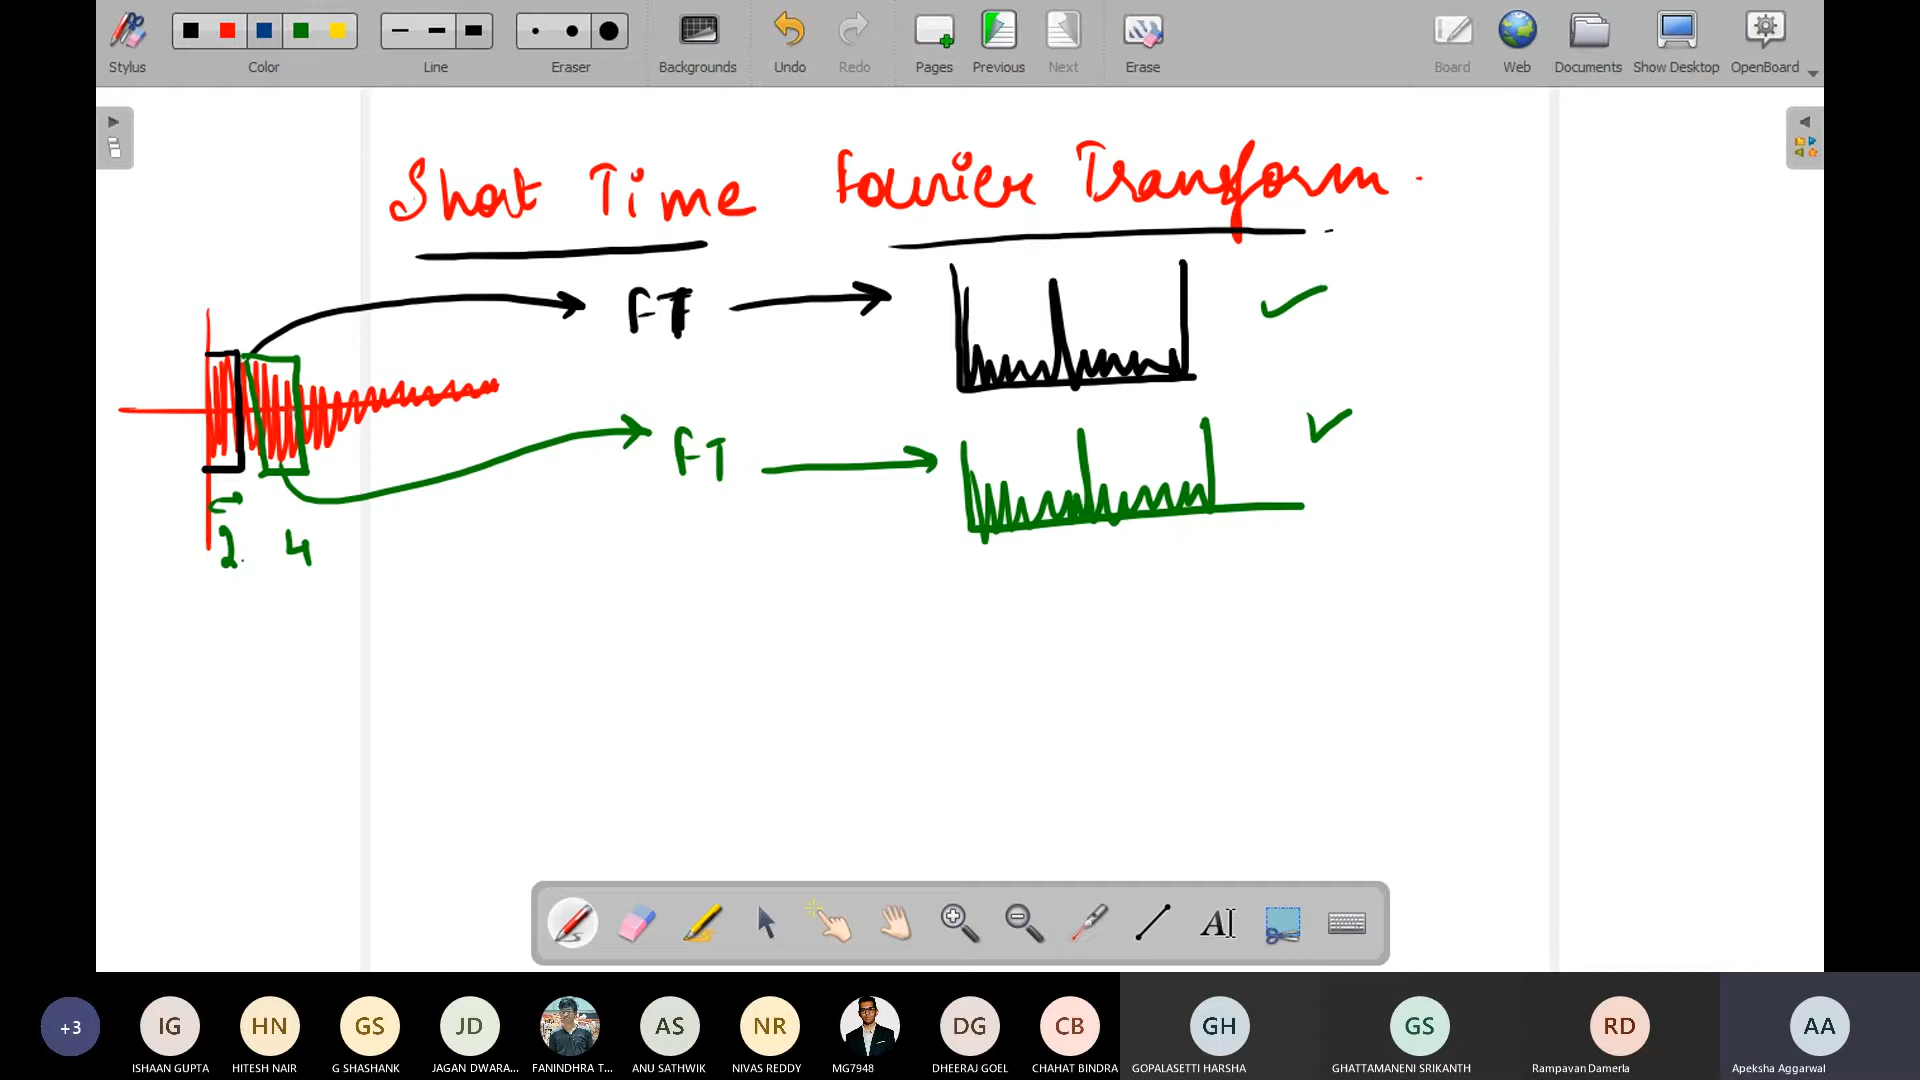 Stylus Color Line Eraser Backgrounds Undo Redo Pages Previous Next Erase Board Web Documents Show Desktop OpenBoard
Short Time Fourier Transform.
FT
FT
2 4
AI
+3 IG HN GS JD AS NR DG CB GH GS RD AA
ISHAAN GUPTA HITESH NAIR G SHASHANK JAGAN DWARA... FANINDHRA T... ANU SATHWIK NIVAS REDDY MG7948 DHEERAJ GOEL CHAHAT BINDRA GOPALASETTI HARSHA GHATTAMANENI SRIKANTH Rampavan Damerla Apeksha Aggarwal